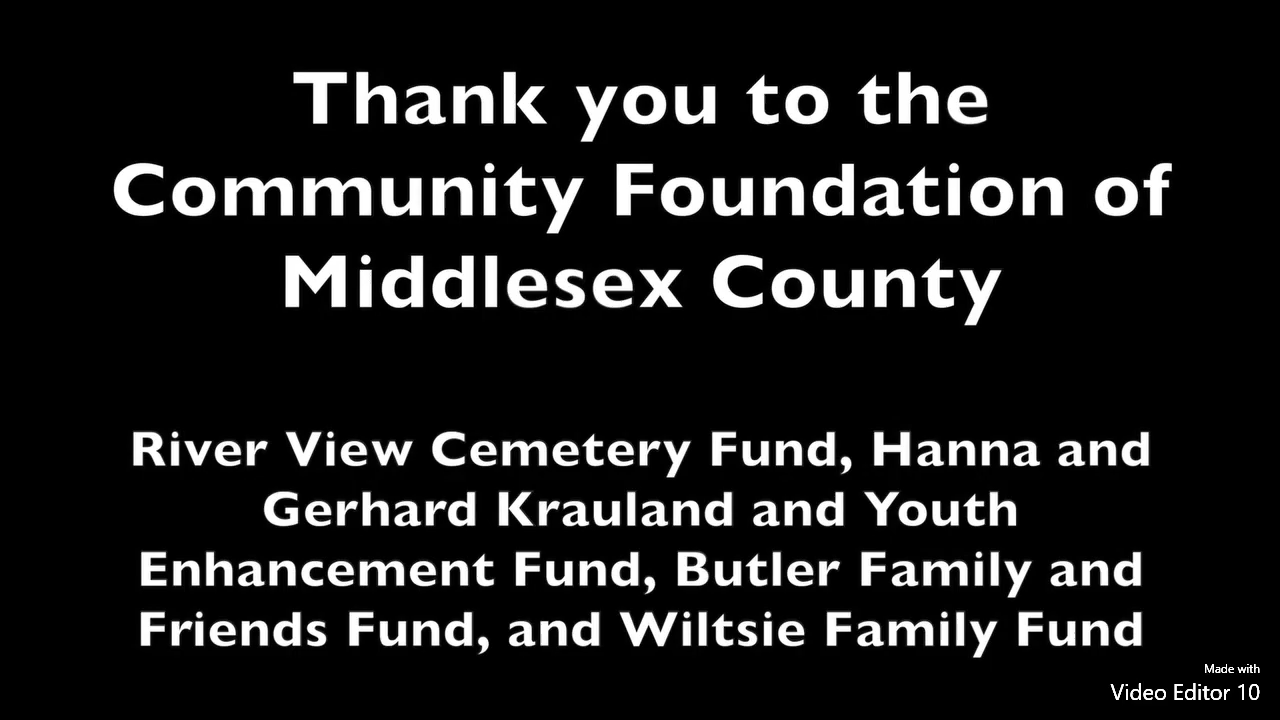 Thank you to the
Community Foundation of
Middlesex County
River View Cemetery Fund, Hanna and
Gerhard Krauland and Youth
Enhancement Fund, Butler Family and
Friends Fund, and Wiltsie Family Fund
Made with
Video Editor 10